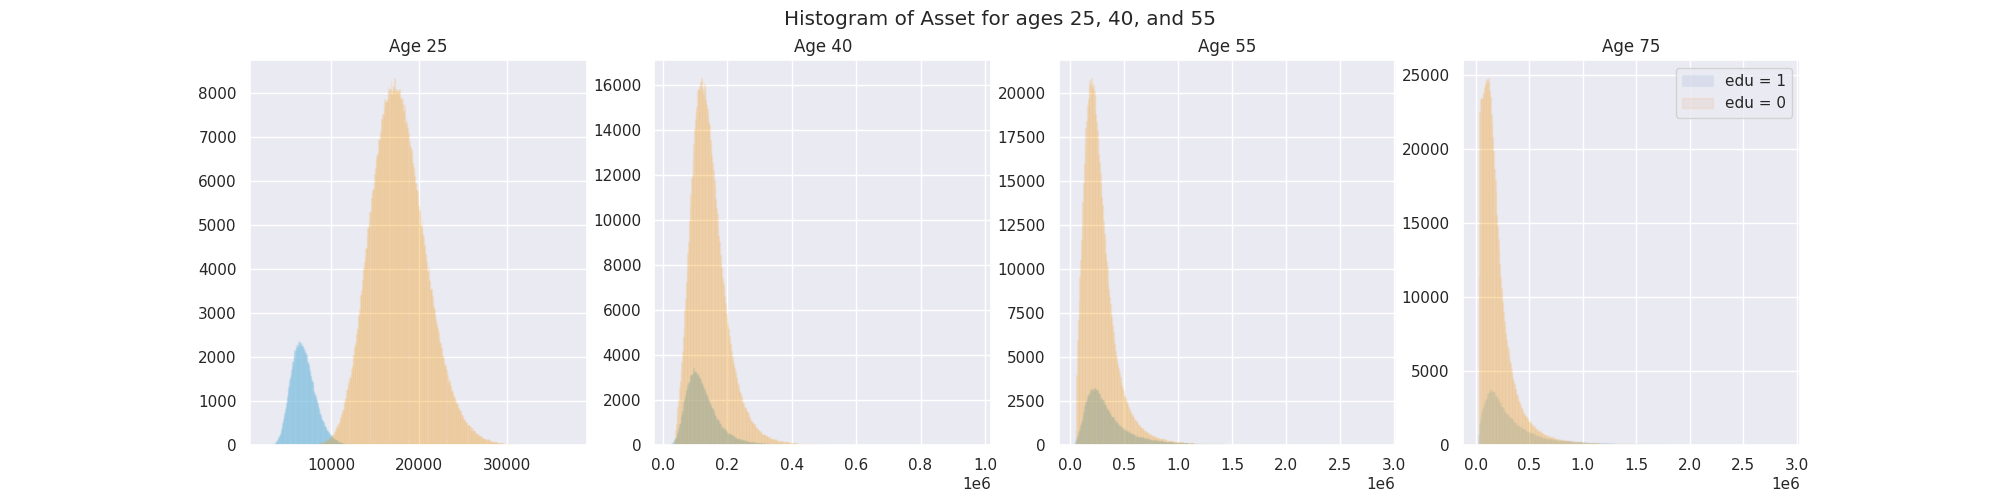 Histogram of Asset for ages 25, 40, and 55
Age 25
8000
7000
6000
5000
4000
3000
2000
1000
0
10000 20000 30000
Age 40
16000
14000
12000
10000
8000
6000
4000
2000
0
0.0 0.2 0.4 0.6 0.8 1.0
1e6
Age 55
20000
17500
15000
12500
10000
7500
5000
2500
0
0.0 0.5 1.0 1.5 2.0 2.5 3.0
1e6
Age 75
25000
20000
15000
10000
5000
0
0.0 0.5 1.0 1.5 2.0 2.5 3.0
1e6
edu = 1
edu = 0